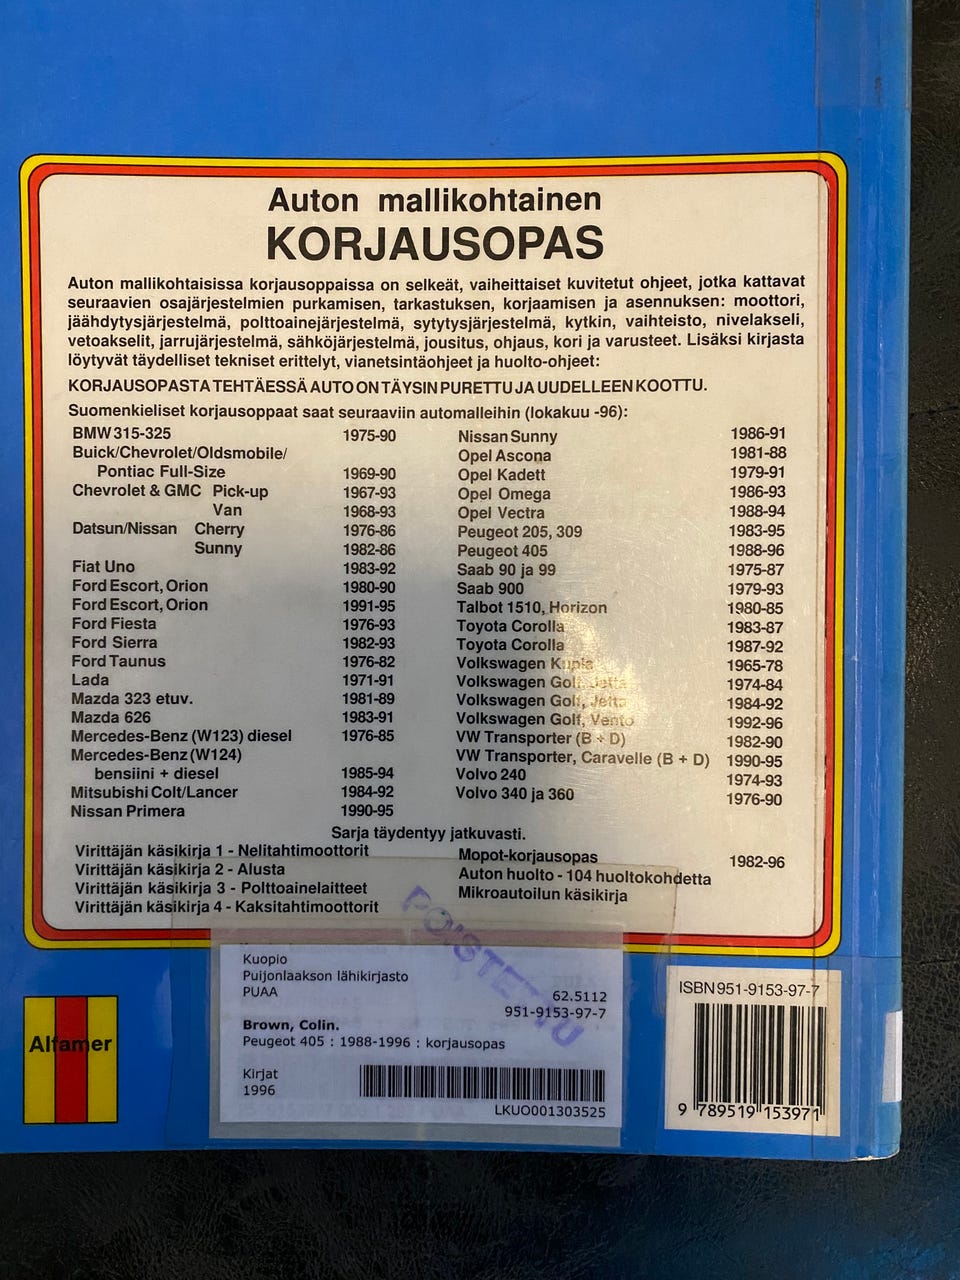 Auton mallikohtainen
KORJAUSOPAS
Auton mallikohtaisissa korjausoppaissa on selkeät, vaiheittaiset kuvitetut ohjeet, jotka kattavat
seuraavien osajärjestelmien purkamisen, tarkastuksen, korjaamisen ja asennuksen: moottori,
jäähdytysjärjestelmä, polttoainejärjestelmä, sytytysjärjestelmä, kytkin, vaihteisto, nivelakseli,
vetoakselit, jarrujärjestelmä, sähköjärjestelmä, jousitus, ohjaus, kori ja varusteet. Lisäksi kirjasta
löytyvät täydelliset tekniset erittelyt, vianetsintäohjeet ja huolto-ohjeet:
KORJAUSOPASTA TEHTÄESSÄ AUTO ON TÄYSIN PURETTU JA UUDELLEEN KOOTTU.
Suomenkieliset korjausoppaat saat seuraaviin automalleihin (lokakuu -96):
BMW 315-325 1975-90
Buick/Chevrolet/Oldsmobile/
Pontiac Full-Size 1969-90
Chevrolet & GMC Pick-up 1967-93
Van 1968-93
Datsun/Nissan Cherry 1976-86
Sunny 1982-86
Fiat Uno 1983-92
Ford Escort, Orion 1980-90
Ford Escort, Orion 1991-95
Ford Fiesta 1976-93
Ford Sierra 1982-93
Ford Taunus 1976-82
Lada 1971-91
Mazda 323 etuv. 1981-89
Mazda 626 1983-91
Mercedes-Benz (W123) diesel 1976-85
Mercedes-Benz (W124)
bensiini + diesel 1985-94
Mitsubishi Colt/Lancer 1984-92
Nissan Primera 1990-95
Nissan Sunny 1986-91
Opel Ascona 1981-88
Opel Kadett 1979-91
Opel Omega 1986-93
Opel Vectra 1988-94
Peugeot 205, 309 1983-95
Peugeot 405 1988-96
Saab 90 ja 99 1975-87
Saab 900 1979-93
Talbot 1510, Horizon 1980-85
Toyota Corolla 1983-87
Toyota Corolla 1987-92
Volkswagen Kupla 1965-78
Volkswagen Golf, Jetta 1974-84
Volkswagen Golf, Jetta 1984-92
Volkswagen Golf, Vento 1992-96
VW Transporter (B + D) 1982-90
VW Transporter, Caravelle (B + D) 1990-95
Volvo 240 1974-93
Volvo 340 ja 360 1976-90
Sarja täydentyy jatkuvasti.
Virittäjän käsikirja 1 - Nelitahtimoottorit
Virittäjän käsikirja 2 - Alusta
Virittäjän käsikirja 3 - Polttoainelaitteet
Virittäjän käsikirja 4 - Kaksitahtimoottorit
Mopot-korjausopas 1982-96
Auton huolto - 104 huoltokohdetta
Mikroautoilun käsikirja
POISTETTU
Kuopio
Puijonlaakson lähikirjasto
PUAA
62.5112
951-9153-97-7
Brown, Colin.
Peugeot 405 : 1988-1996 : korjausopas
Kirjat
1996
LKUO001303525
Alfamer
ISBN 951-9153-97-7
9 789519 153971